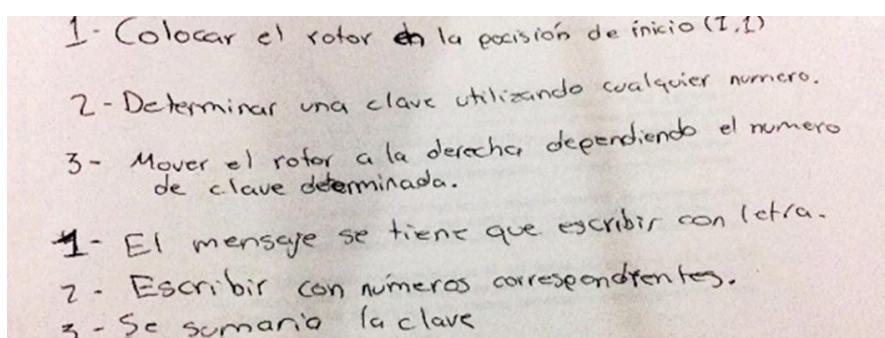 1- Colocar el rotor en la pocisión de inicio (1,1)
2- Determinar una clave utilizando cualquier numero.
3- Mover el rotor a la derecha dependiendo el numero
de clave determinada.
1- El mensaje se tiene que escribir con letra.
2- Escribir con números correspondientes.
3- Se sumaría la clave